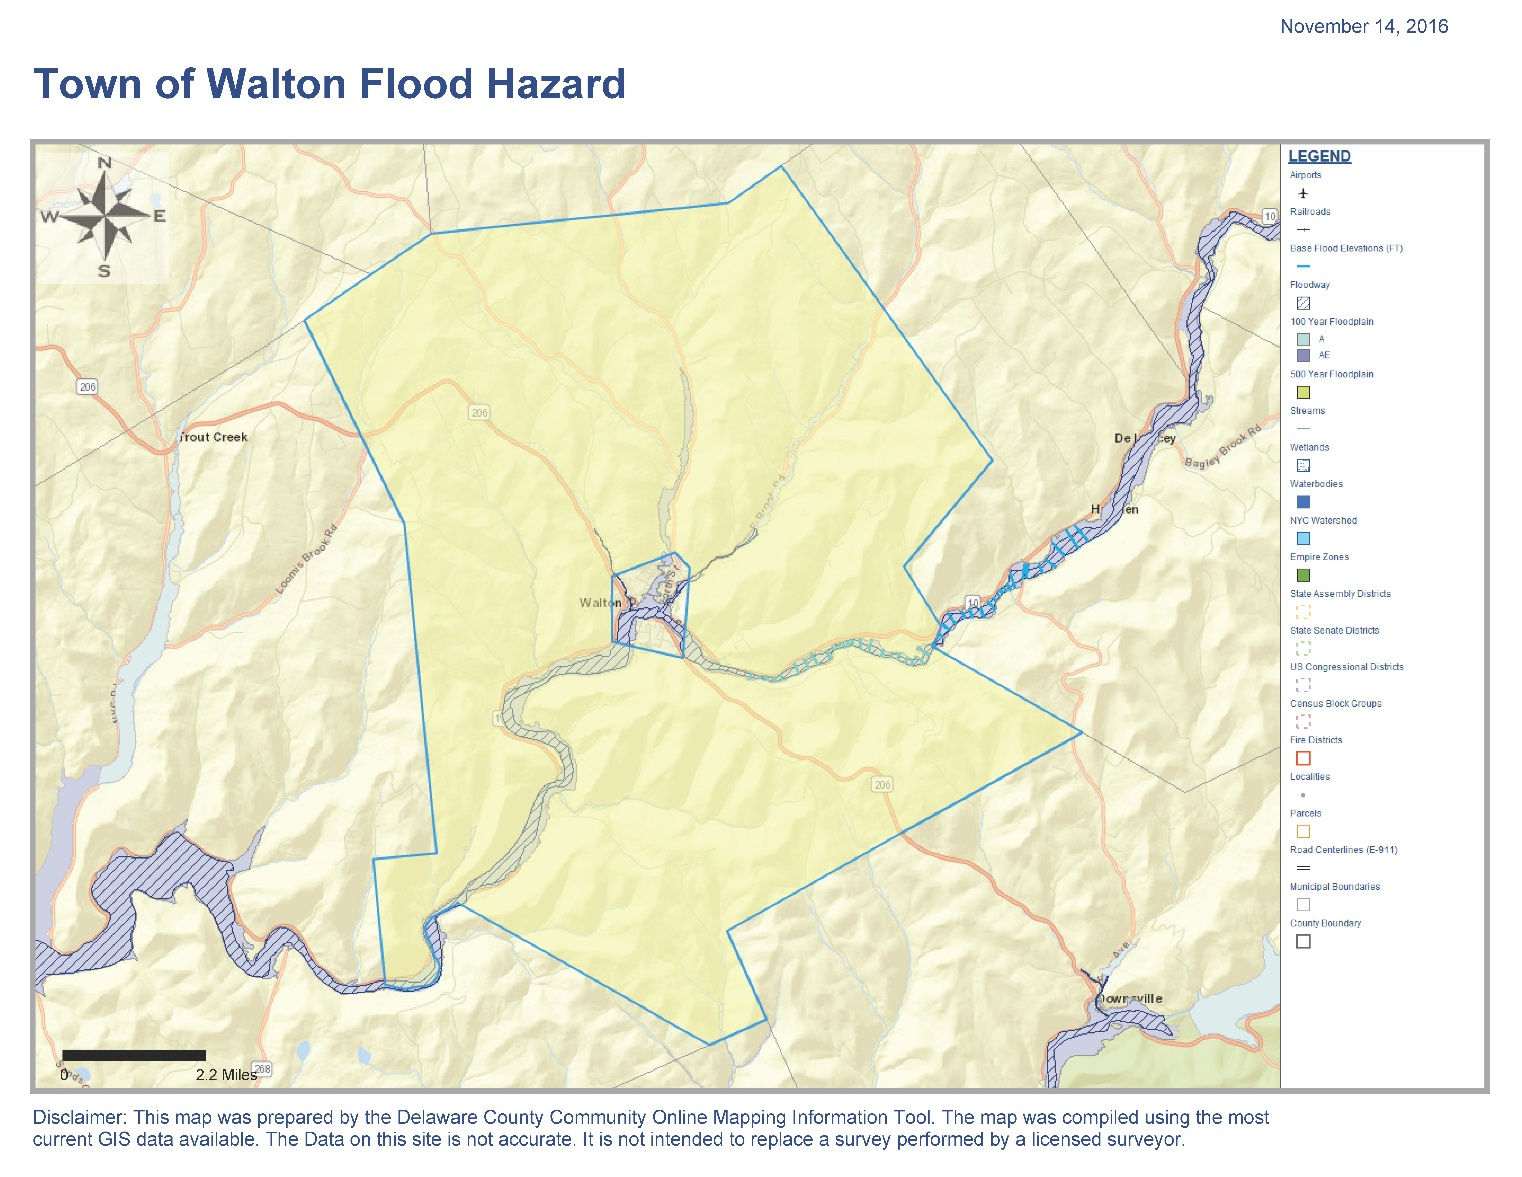 November 14, 2016
Town of Walton Flood Hazard
N
W
E
S
LEGEND
Airports
Railroads
Base Flood Elevations (FT)
Floodway
100 Year Floodplain
A
AE
500 Year Floodplain
Streams
Wetlands
Waterbodies
NYC Watershed
Empire Zones
State Assembly Districts
State Senate Districts
US Congressional Districts
Census Block Groups
Fire Districts
Localities
Parcels
Road Centerlines (E-911)
Municipal Boundaries
County Boundary
10
206
206
Trout Creek
Bagley Brook Rd
Loomis Brook Rd
Walton
10
206
Downsville
0
2.2 Miles
268
Disclaimer: This map was prepared by the Delaware County Community Online Mapping Information Tool. The map was compiled using the most
current GIS data available. The Data on this site is not accurate. It is not intended to replace a survey performed by a licensed surveyor.